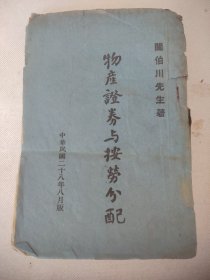 閻伯川先生著
物產證券与按勞分配
中華民國二十八年八月版